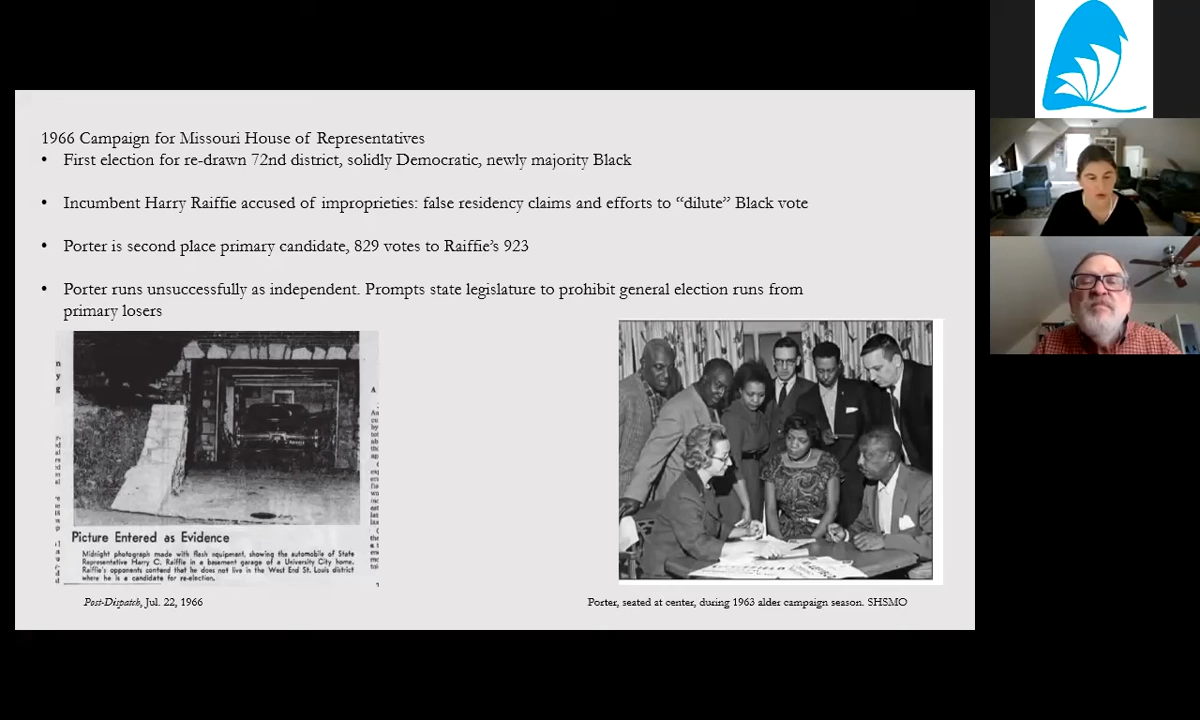 1966 Campaign for Missouri House of Representatives
• First election for re-drawn 72nd district, solidly Democratic, newly majority Black
• Incumbent Harry Raiffie accused of improprieties: false residency claims and efforts to “dilute” Black vote
• Porter is second place primary candidate, 829 votes to Raiffie’s 923
• Porter runs unsuccessfully as independent. Prompts state legislature to prohibit general election runs from
primary losers
Picture Entered as Evidence
Midnight photograph made with flash equipment, showing the automobile of State
Representative Harry C. Raiffie in a basement garage of a University City home.
Raiffie's opponents contend that he does not live in the West End St. Louis district
where he is a candidate for re-election.
Post-Dispatch, Jul. 22, 1966
Porter, seated at center, during 1963 alder campaign season. SHSMO